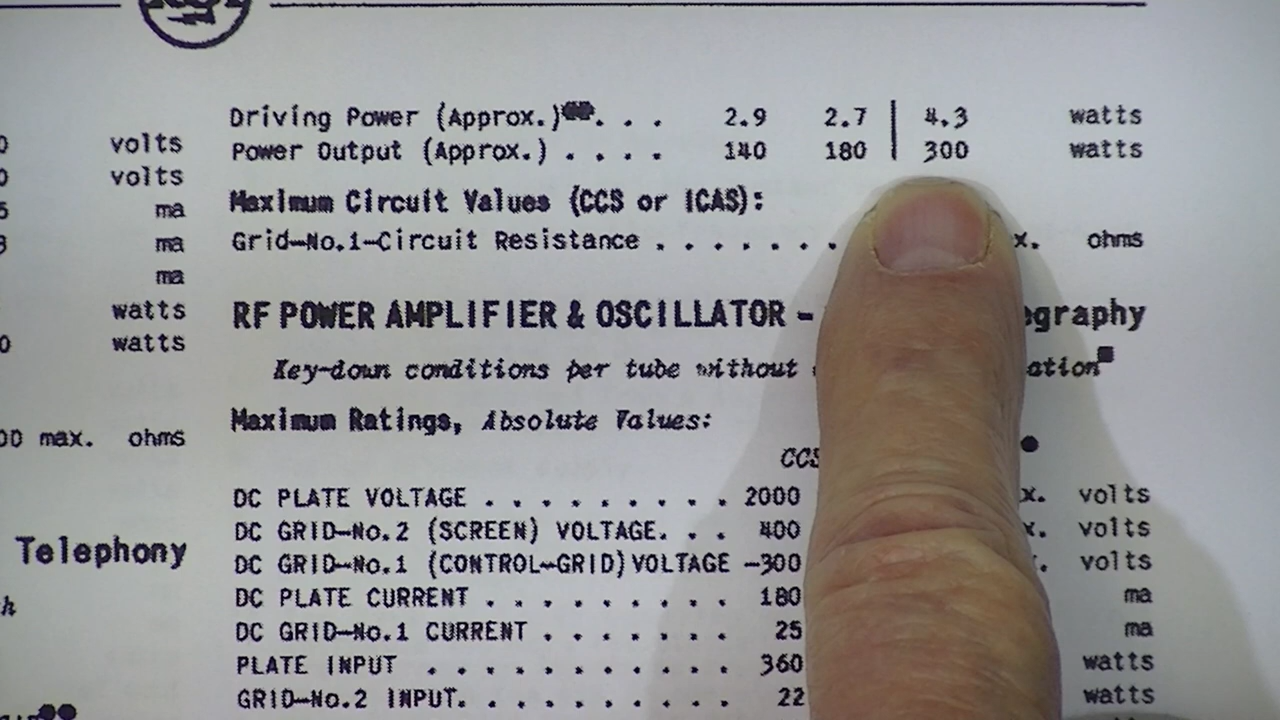 volts
volts
ma
ma
ma
watts
watts
max. ohms
Telephony
Driving Power (Approx.) . . . 2.9 2.7 4.3 watts
Power Output (Approx.) . . . . 140 180 300 watts
Maximum Circuit Values (CCS or ICAS):
Grid-No.1-Circuit Resistance . . . . . . . ohms
RF POWER AMPLIFIER & OSCILLATOR -
Key-down conditions per tube without
Maximum Ratings, Absolute Values:
CCS
DC PLATE VOLTAGE . . . . . . . . . 2000 volts
DC GRID-No.2 (SCREEN) VOLTAGE. . . 400 volts
DC GRID-No.1 (CONTROL-GRID) VOLTAGE -300 volts
DC PLATE CURRENT . . . . . . . . . 180 ma
DC GRID-No.1 CURRENT . . . . . . . 25 ma
PLATE INPUT . . . . . . . . . . . 360 watts
GRID-No.2 INPUT. . . . . . . . . . 22 watts